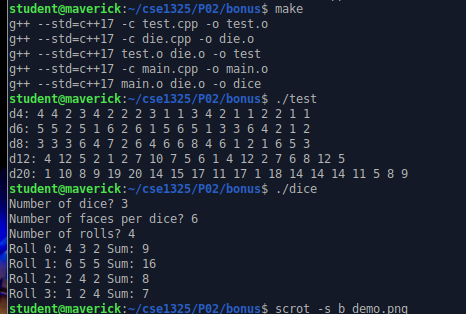 student@maverick:~/cse1325/P02/bonus$ make
g++ --std=c++17 -c test.cpp -o test.o
g++ --std=c++17 -c die.cpp -o die.o
g++ --std=c++17 test.o die.o -o test
g++ --std=c++17 -c main.cpp -o main.o
g++ --std=c++17 main.o die.o -o dice
student@maverick:~/cse1325/P02/bonus$ ./test
d4: 4 4 2 3 4 2 2 2 3 1 1 3 4 2 1 1 2 2 1 1
d6: 5 5 2 5 1 6 2 6 1 5 6 5 1 3 3 6 4 2 1 2
d8: 3 3 3 6 4 7 2 6 4 6 6 8 4 6 1 2 1 6 5 3
d12: 4 12 5 2 1 2 7 10 7 5 6 1 4 12 2 7 6 8 12 5
d20: 1 10 8 9 19 20 14 15 17 11 17 1 18 14 14 14 11 5 8 9
student@maverick:~/cse1325/P02/bonus$ ./dice
Number of dice? 3
Number of faces per dice? 6
Number of rolls? 4
Roll 0: 4 3 2 Sum: 9
Roll 1: 6 5 5 Sum: 16
Roll 2: 2 4 2 Sum: 8
Roll 3: 1 2 4 Sum: 7
student@maverick:~/cse1325/P02/bonus$ scrot -s b demo.png